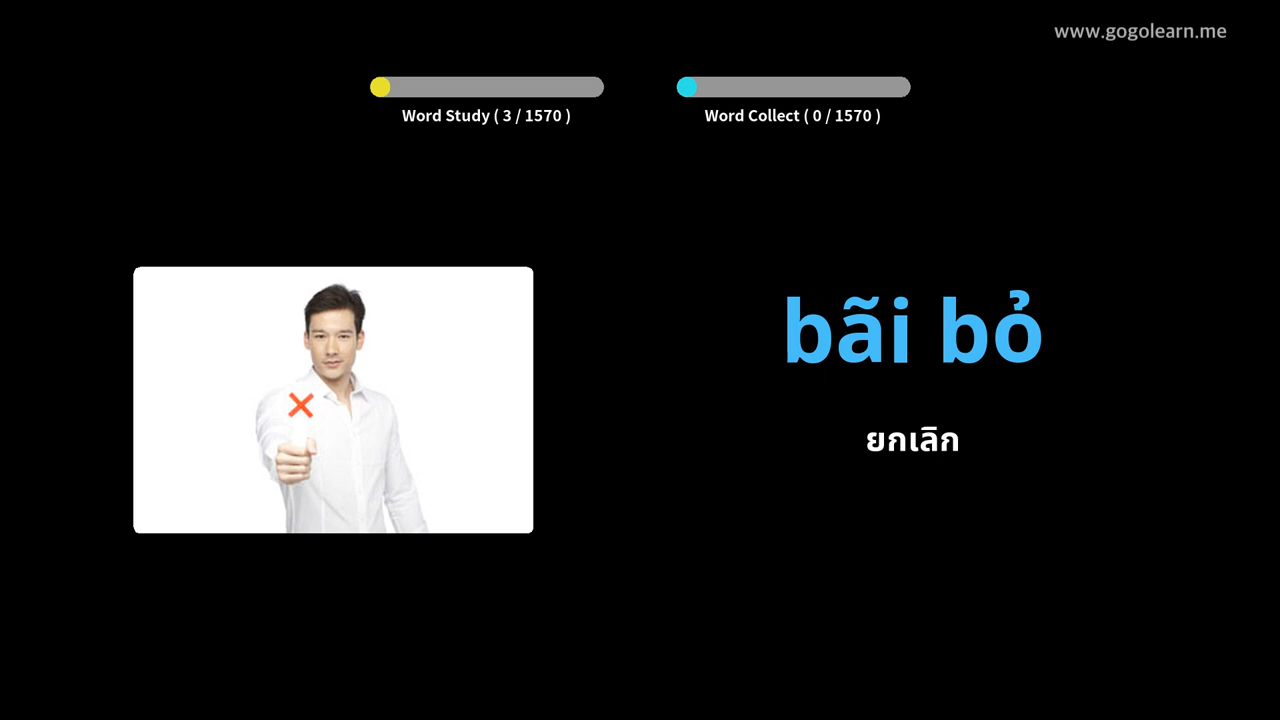 www.gogolearn.me
Word Study ( 3 / 1570 )
Word Collect ( 0 / 1570 )
bãi bỏ
ยกเลิก